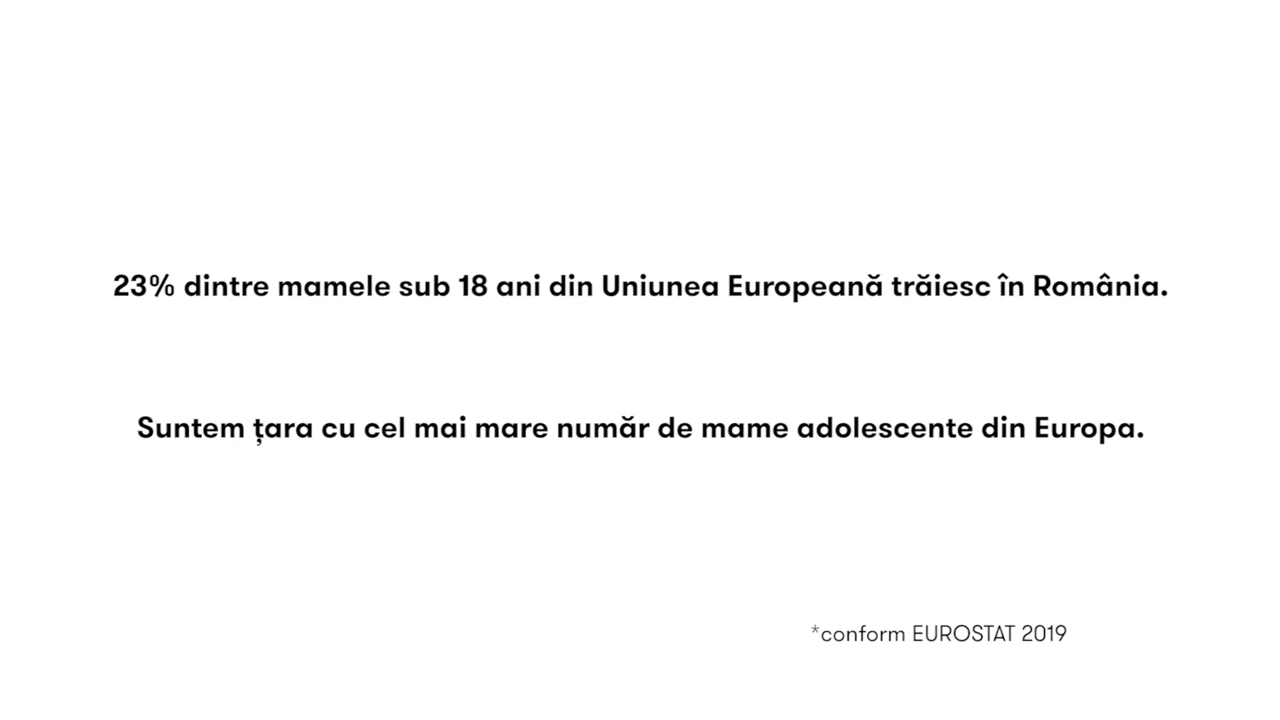 23% dintre mamele sub 18 ani din Uniunea Europeană trăiesc în România.
Suntem țara cu cel mai mare număr de mame adolescente din Europa.
*conform EUROSTAT 2019